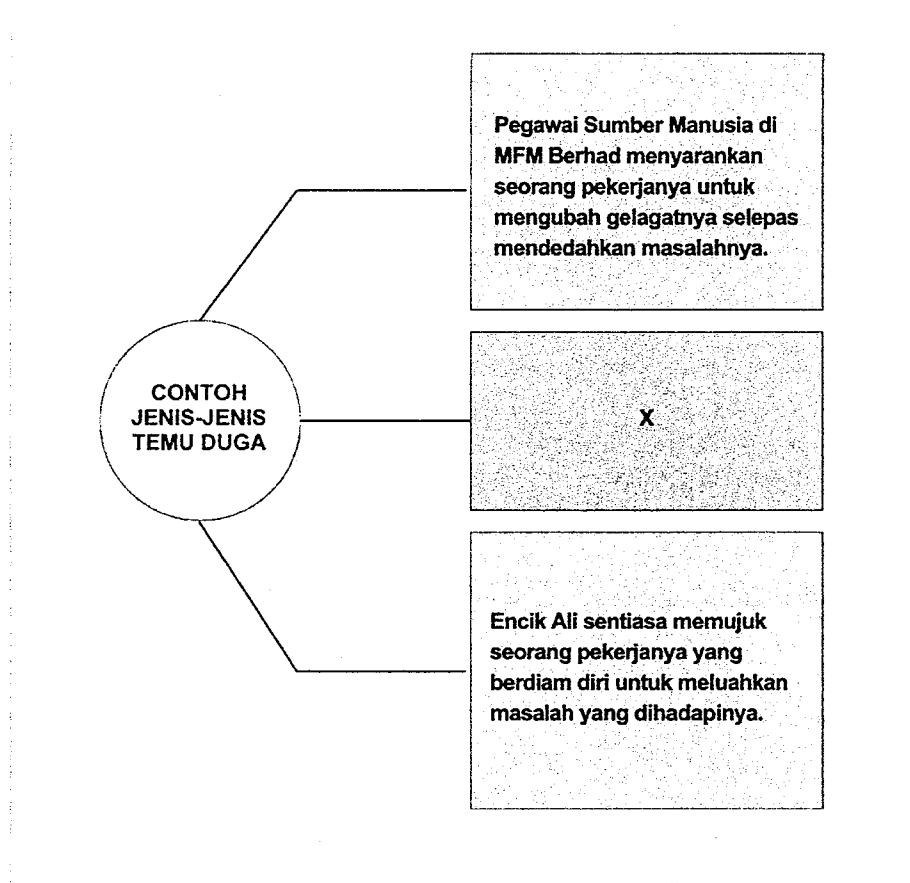 Pegawai Sumber Manusia di
MFM Berhad menyarankan
seorang pekerjanya untuk
mengubah gelagatnya selepas
mendedahkan masalahnya.
CONTOH
JENIS-JENIS
TEMU DUGA
X
Encik Ali sentiasa memujuk
seorang pekerjanya yang
berdiam diri untuk meluahkan
masalah yang dihadapinya.